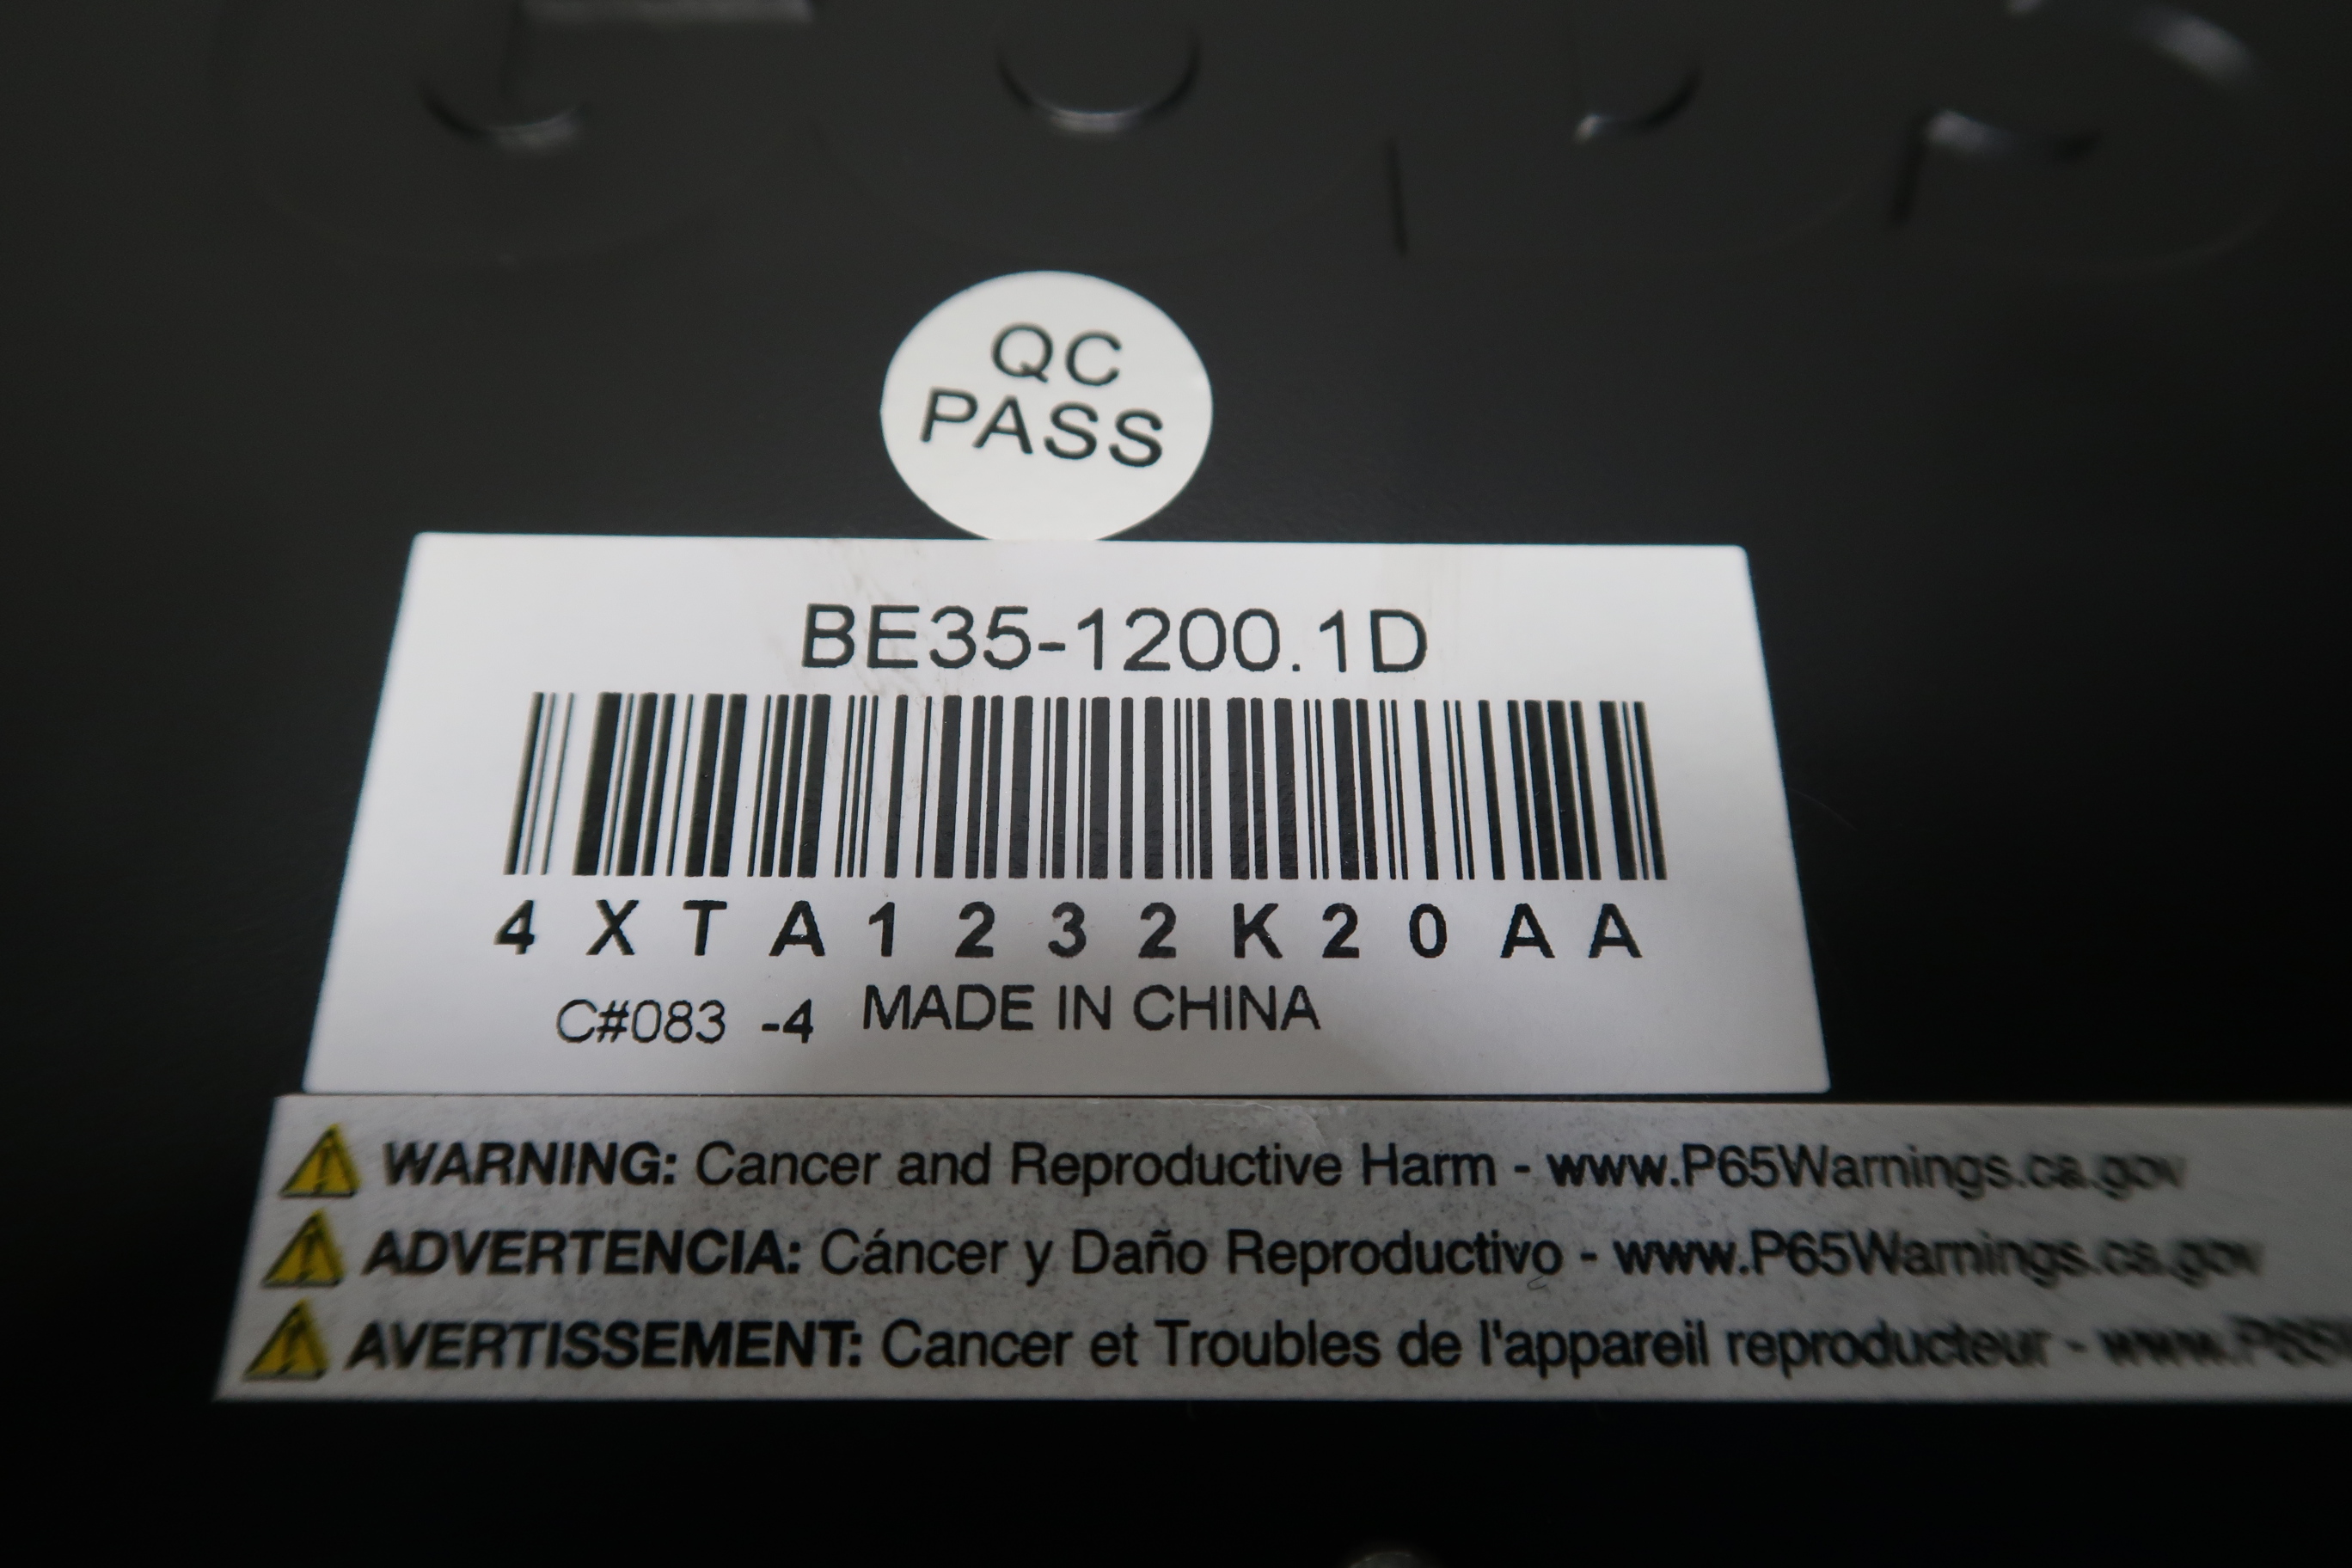 QC
PASS
BE35-1200.1D
4XTA1232K20AA
C#083 -4 MADE IN CHINA
WARNING: Cancer and Reproductive Harm - www.P65Warnings.ca.gov
ADVERTENCIA: Cáncer y Daño Reproductivo - www.P65Warnings.ca.gov
AVERTISSEMENT: Cancer et Troubles de l'appareil reproducteur -